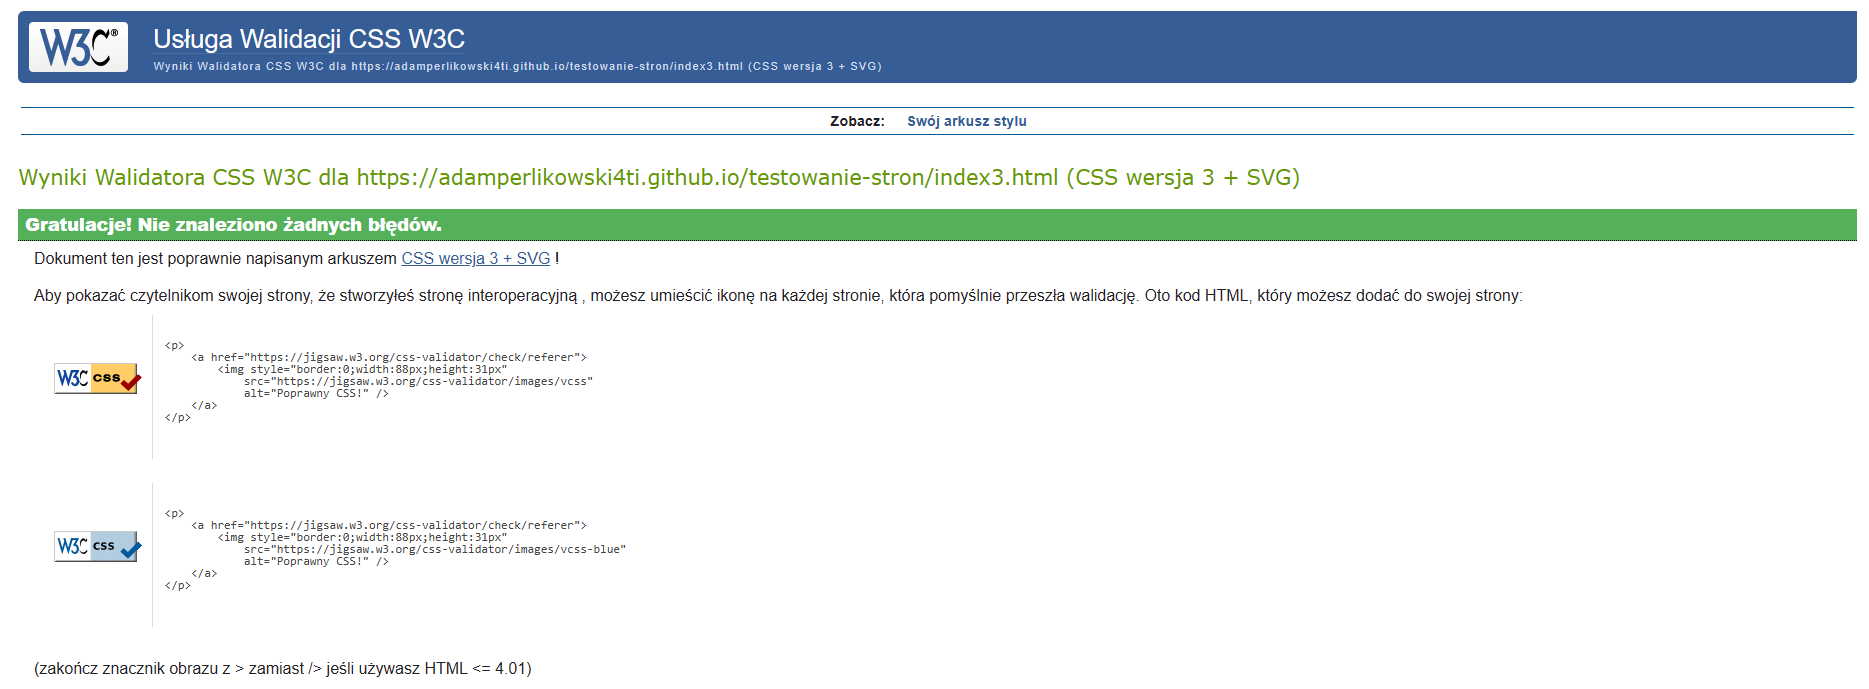 W3C®
Usługa Walidacji CSS W3C
Wyniki Walidatora CSS W3C dla https://adamperlikowski4ti.github.io/testowanie-stron/index3.html (CSS wersja 3 + SVG)
Zobacz: Swój arkusz stylu
Wyniki Walidatora CSS W3C dla https://adamperlikowski4ti.github.io/testowanie-stron/index3.html (CSS wersja 3 + SVG)
Gratulacje! Nie znaleziono żadnych błędów.
Dokument ten jest poprawnie napisanym arkuszem CSS wersja 3 + SVG !
Aby pokazać czytelnikom swojej strony, że stworzyłeś stronę interoperacyjną , możesz umieścić ikonę na każdej stronie, która pomyślnie przeszła walidację. Oto kod HTML, który możesz dodać do swojej strony:
W3C css
<p>
<a href="https://jigsaw.w3.org/css-validator/check/referer">
<img style="border:0;width:88px;height:31px"
src="https://jigsaw.w3.org/css-validator/images/vcss"
alt="Poprawny CSS!" />
</a>
</p>
W3C css
<p>
<a href="https://jigsaw.w3.org/css-validator/check/referer">
<img style="border:0;width:88px;height:31px"
src="https://jigsaw.w3.org/css-validator/images/vcss-blue"
alt="Poprawny CSS!" />
</a>
</p>
(zakończ znacznik obrazu z > zamiast /> jeśli używasz HTML <= 4.01)